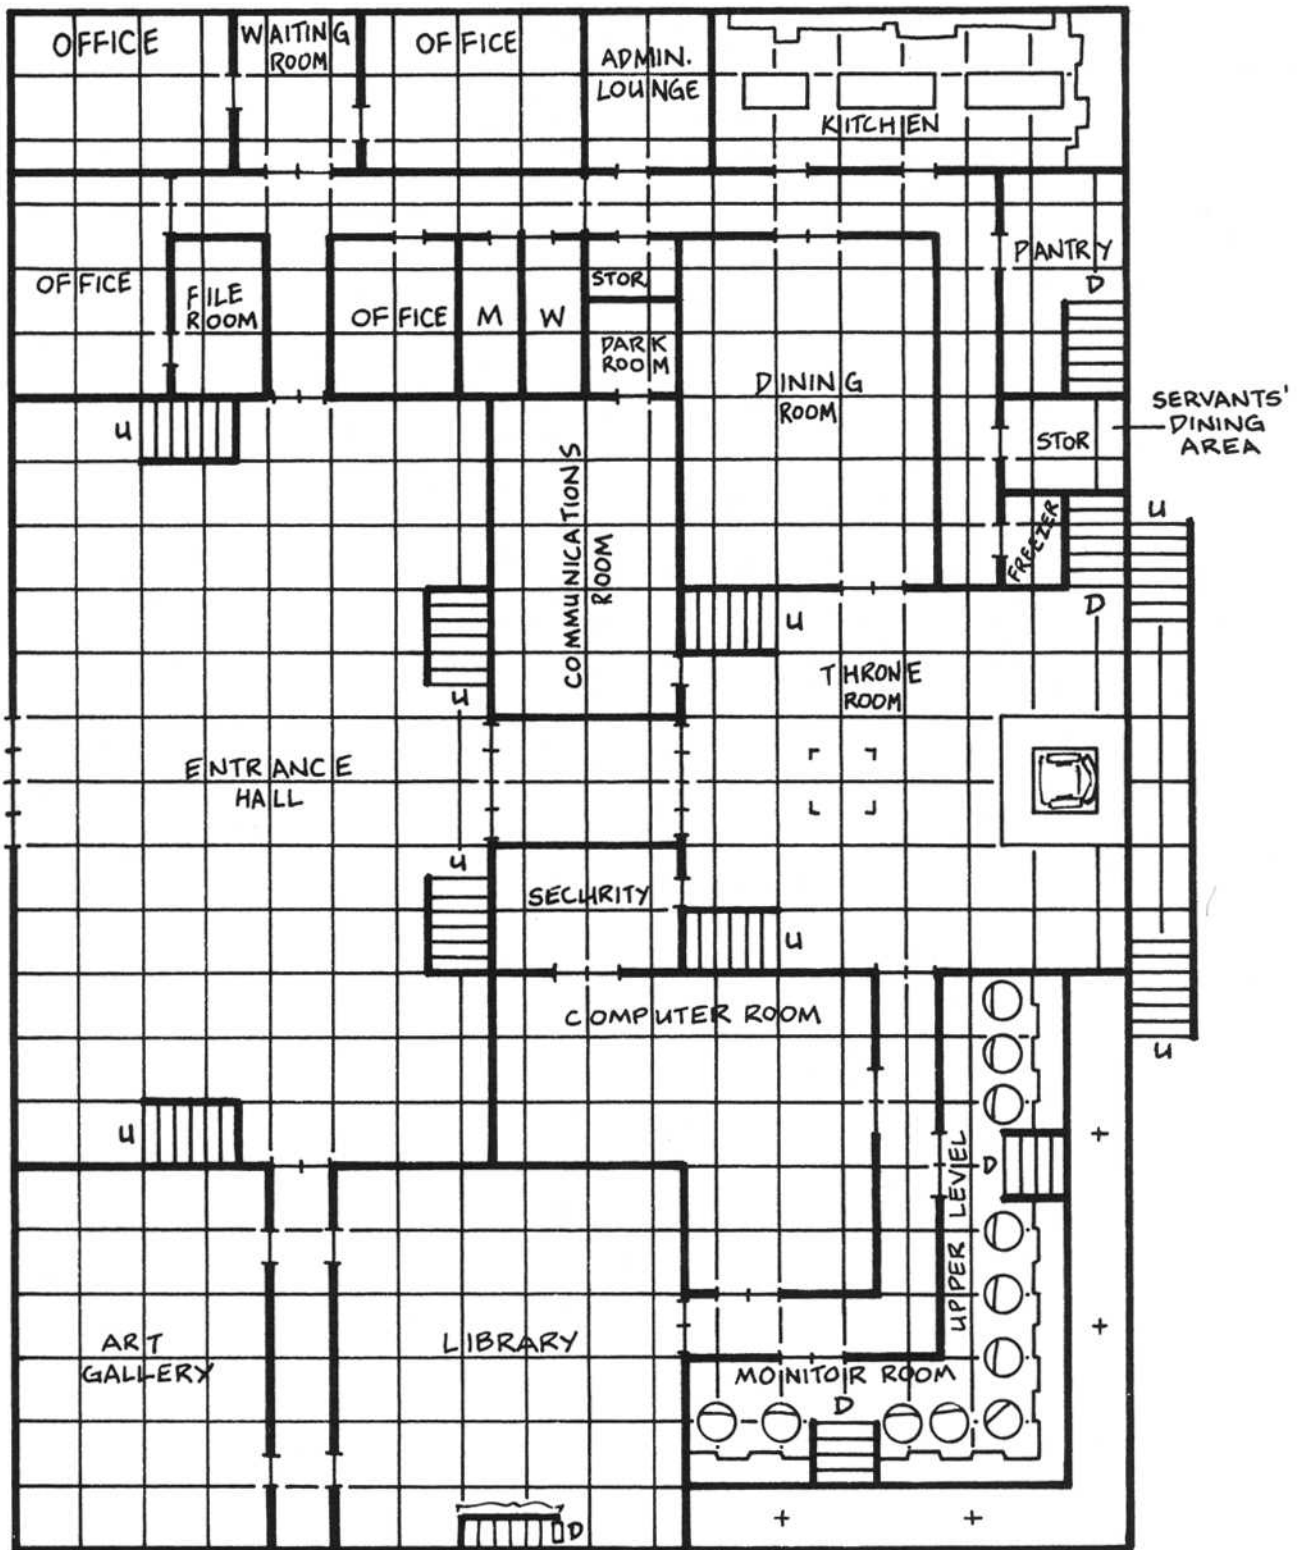 OFFICE
WAITING
ROOM
OFFICE
ADMIN.
LOUNGE
KITCHEN
OFFICE
FILE
ROOM
OFFICE
M
W
STOR
DARK
ROOM
DINING
ROOM
PANTRY
D
SERVANTS'
DINING
AREA
STOR
U
FREEZER
U
D
COMMUNICATIONS
ROOM
U
U
THRONE
ROOM
ENTRANCE
HALL
U
SECURITY
U
COMPUTER ROOM
U
U
D
UPPER LEVEL
ART
GALLERY
LIBRARY
MONITOR ROOM
D
D